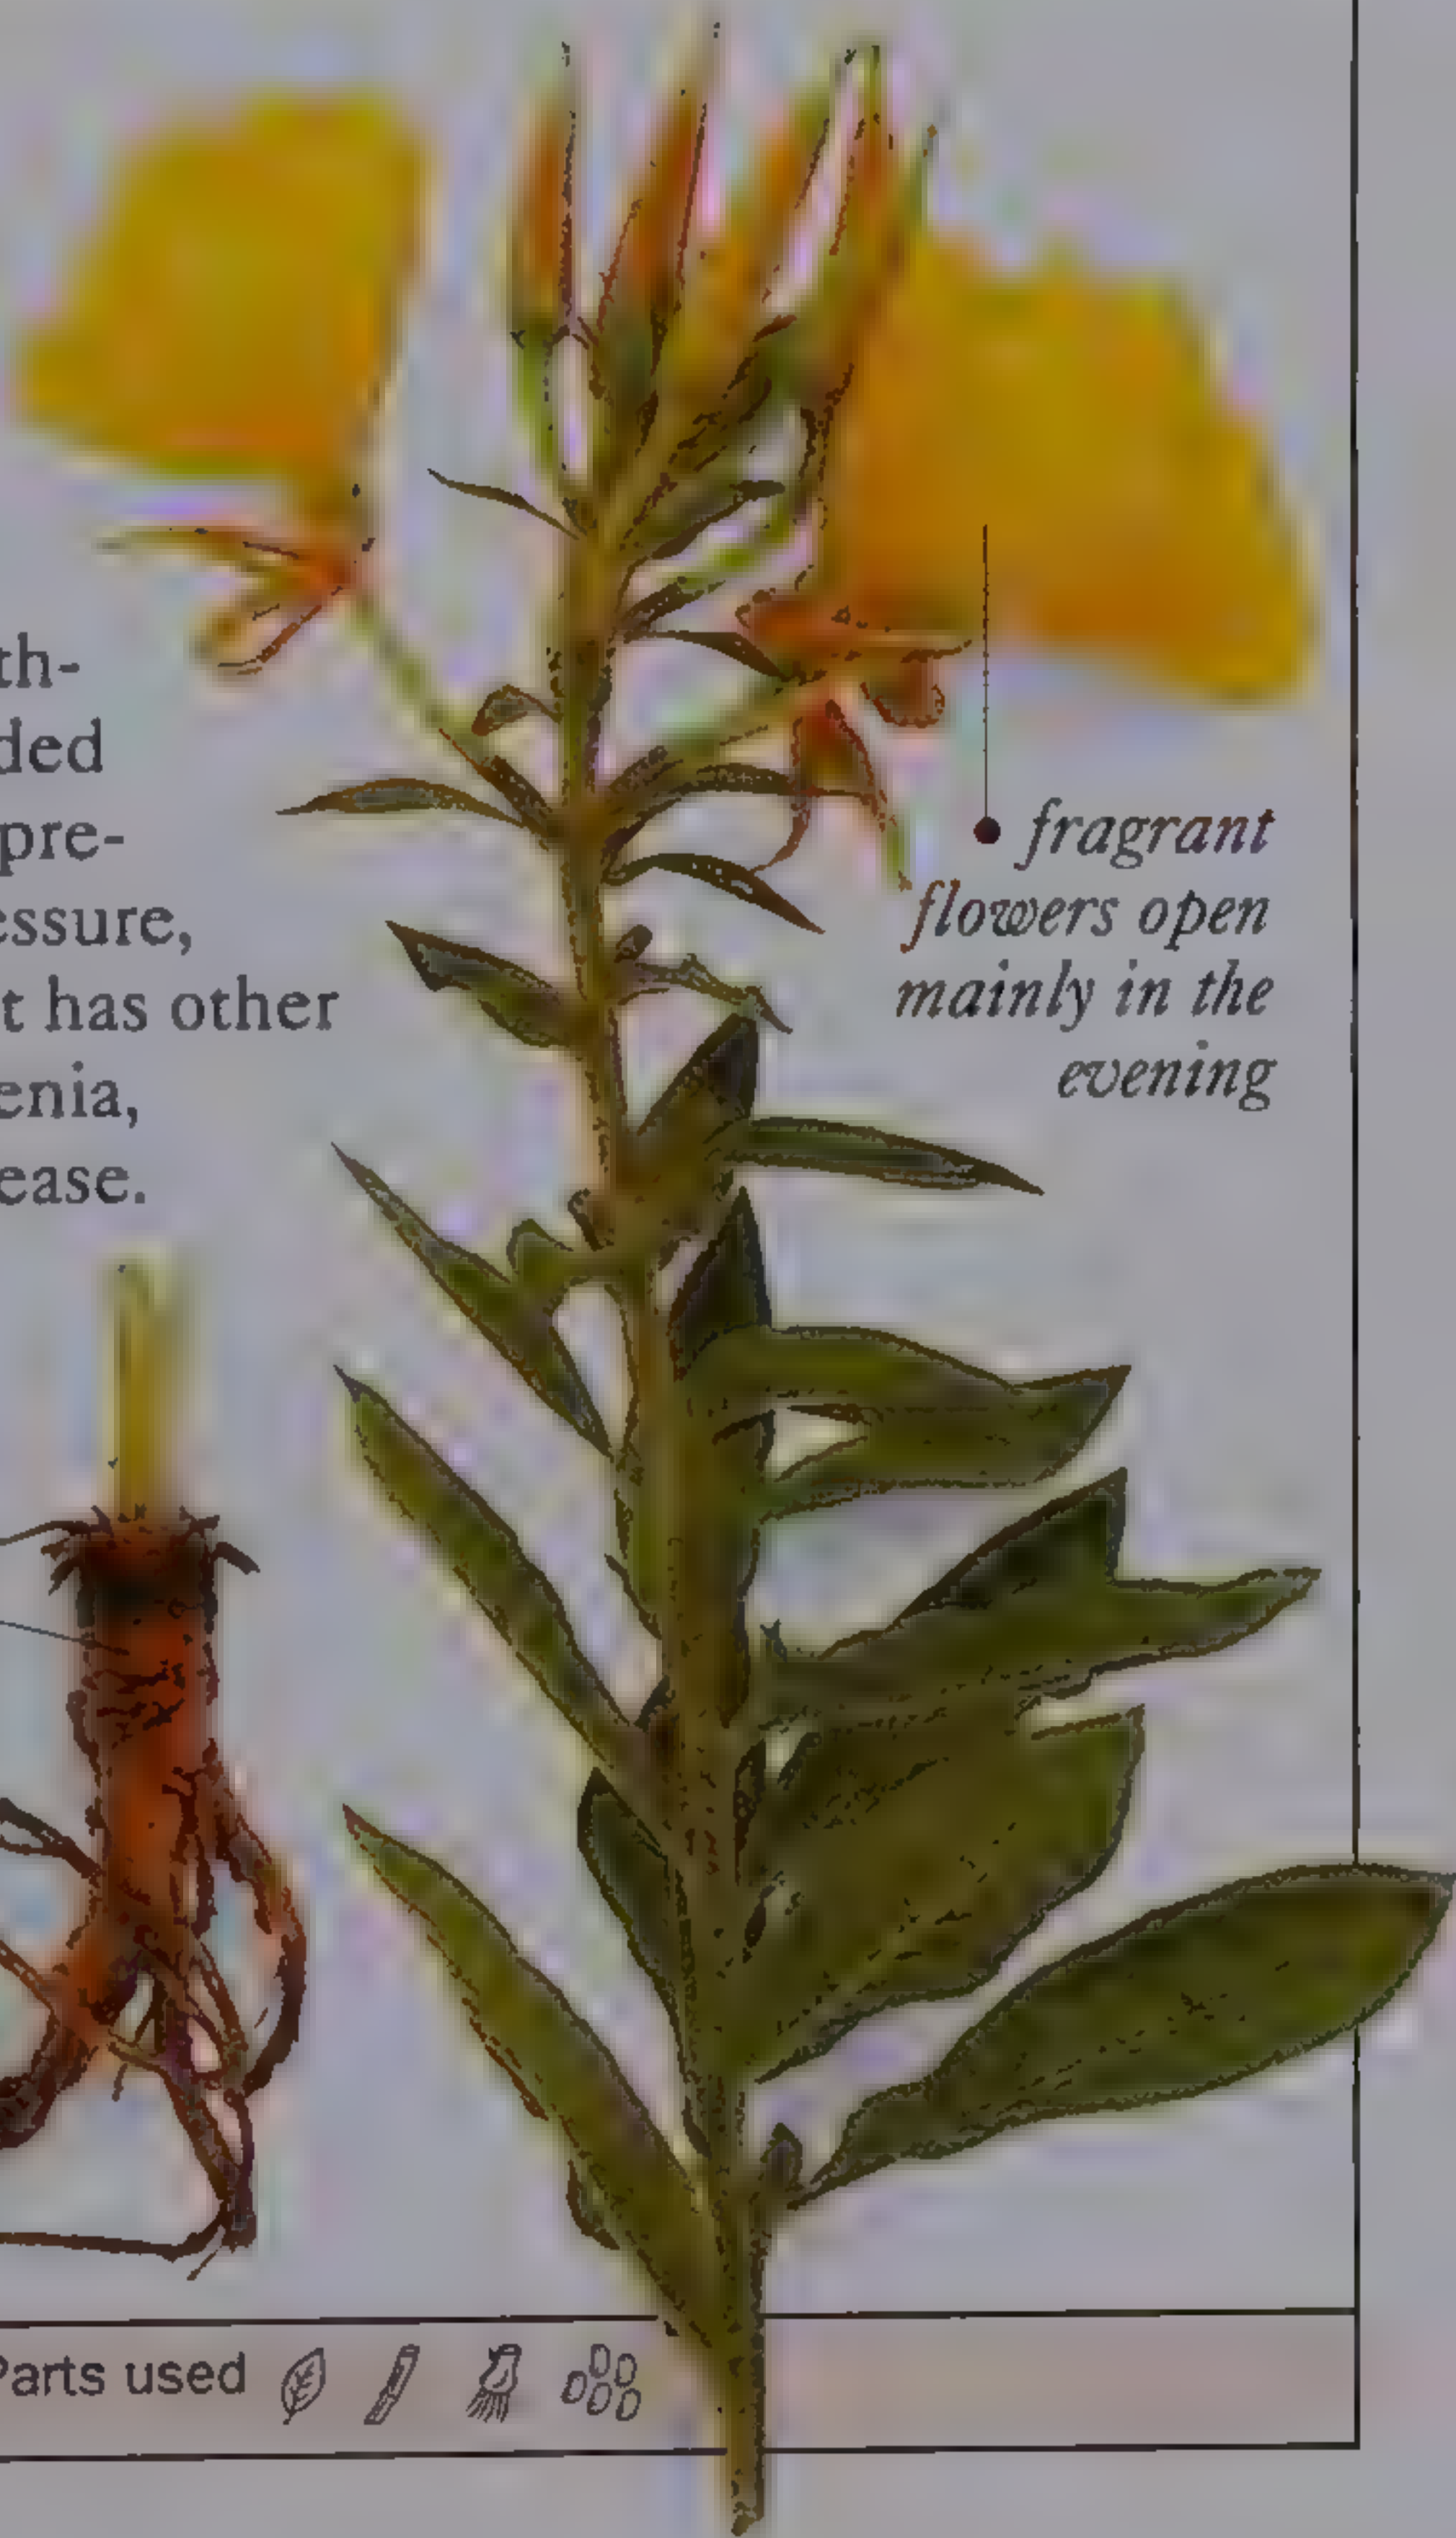 th-
ded
pre-
essure,
t has other
enia,
ease.
fragrant
flowers open
mainly in the
evening
Parts used